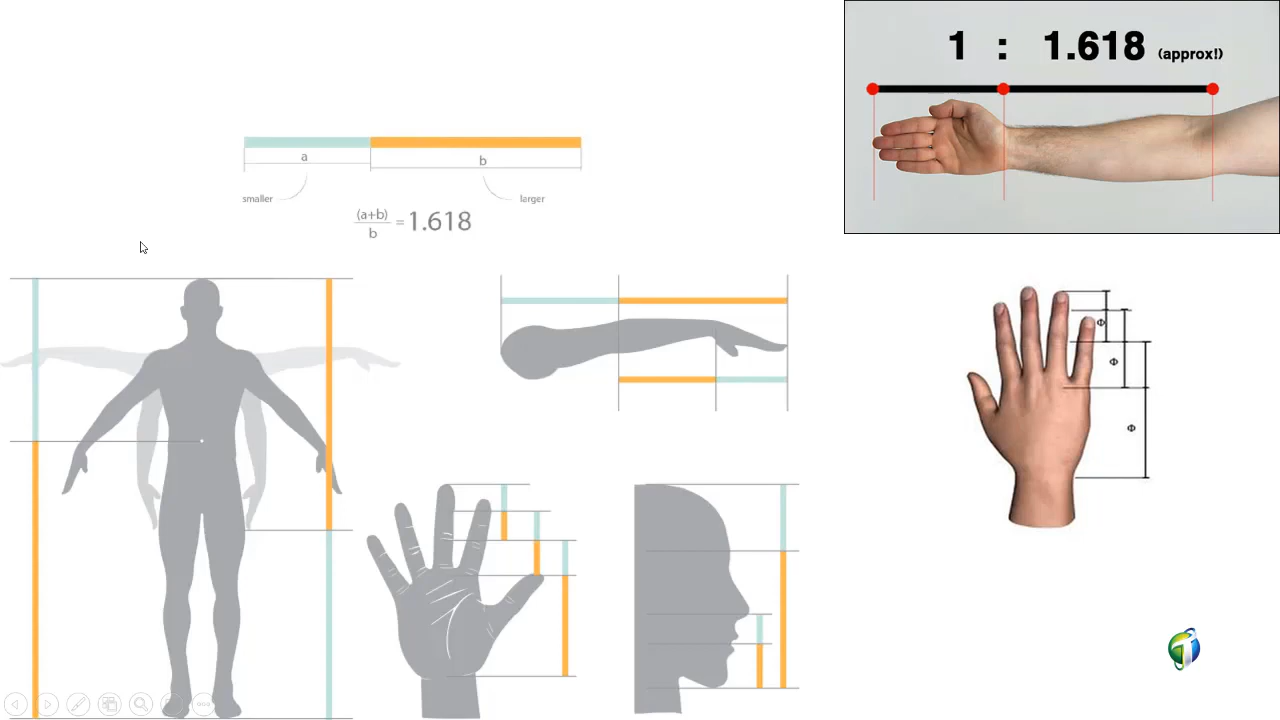 1 : 1.618 (approx!)
a
b
smaller
larger
(a+b)
= 1.618
b
Φ
Φ
Φ
T